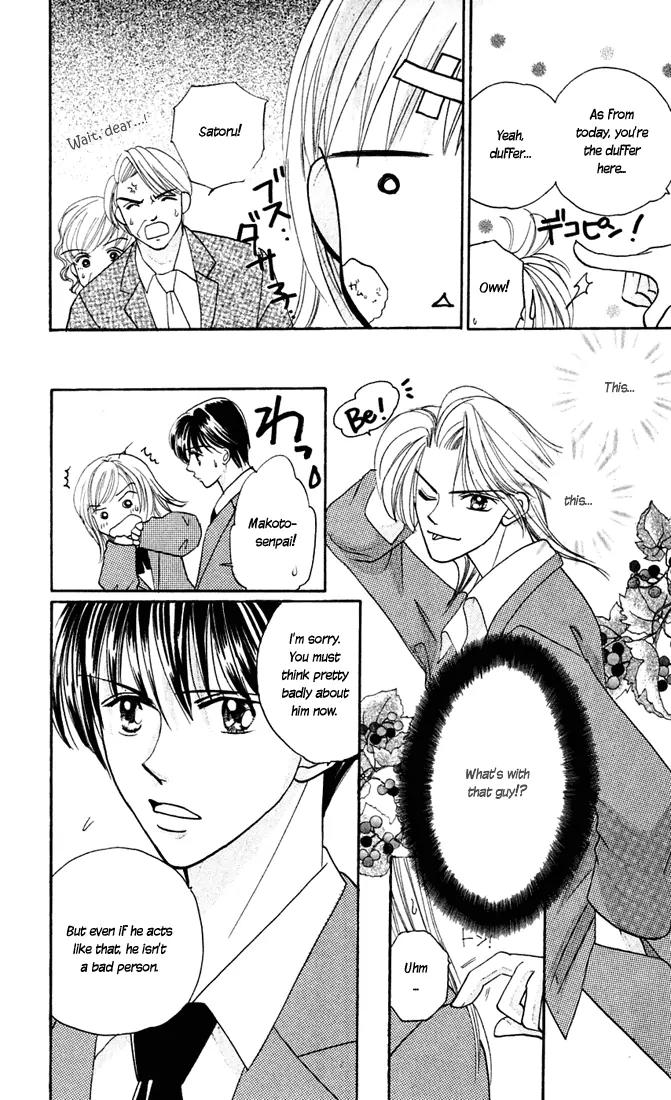 As from
today, you're
the duffer
here...
Yeah,
duffer...
デコピン!
Oww!
Satoru!
Wait, dear...!
ブス...
ダサ子...
This...
this...
Be!
What's with
that guy!?
わっ。
Makoto-
senpai!
トン!
Uhm
...
I'm sorry.
You must
think pretty
badly about
him now.
But even if he acts
like that, he isn't
a bad person.